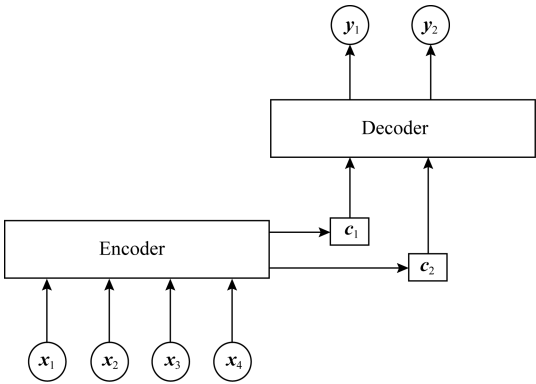 y₁ y₂
Decoder
c₁
Encoder
c₂
x₁ x₂ x₃ x₄